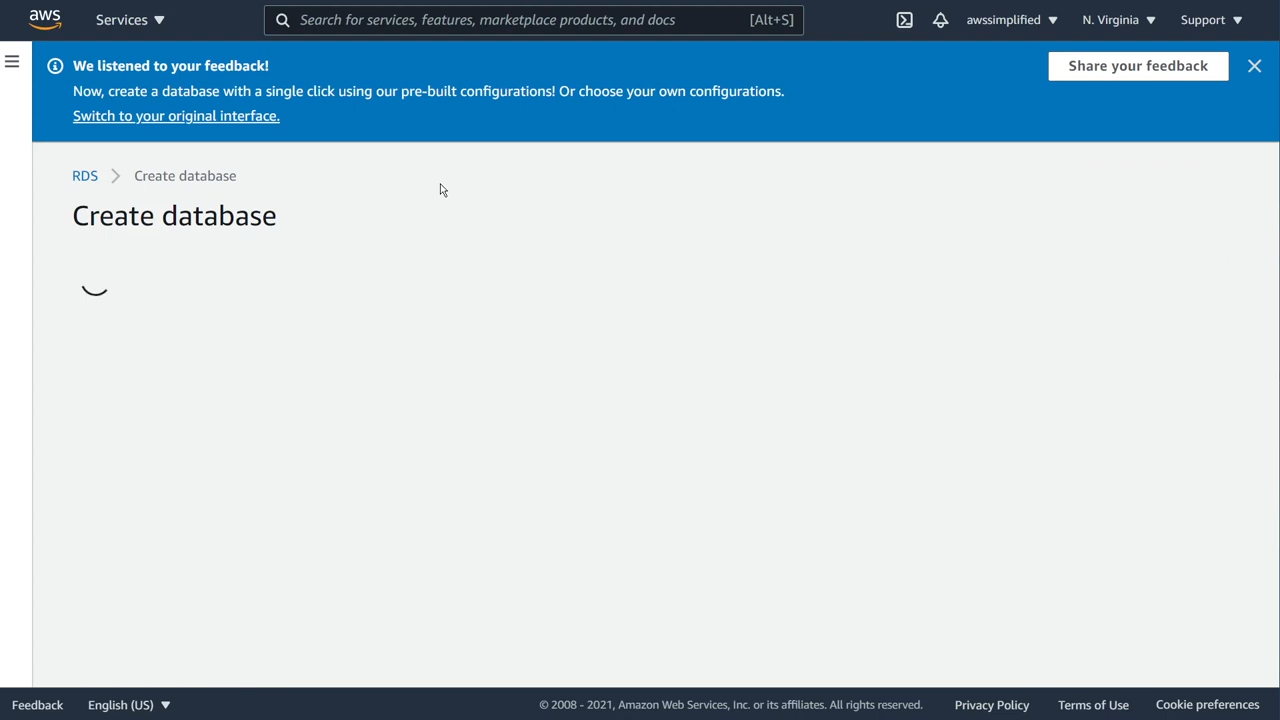 aws Services Search for services, features, marketplace products, and docs [Alt+S] awssimplified N. Virginia Support
We listened to your feedback! Share your feedback
Now, create a database with a single click using our pre-built configurations! Or choose your own configurations.
Switch to your original interface.
RDS Create database
Create database
Feedback English (US) © 2008 - 2021, Amazon Web Services, Inc. or its affiliates. All rights reserved. Privacy Policy Terms of Use Cookie preferences